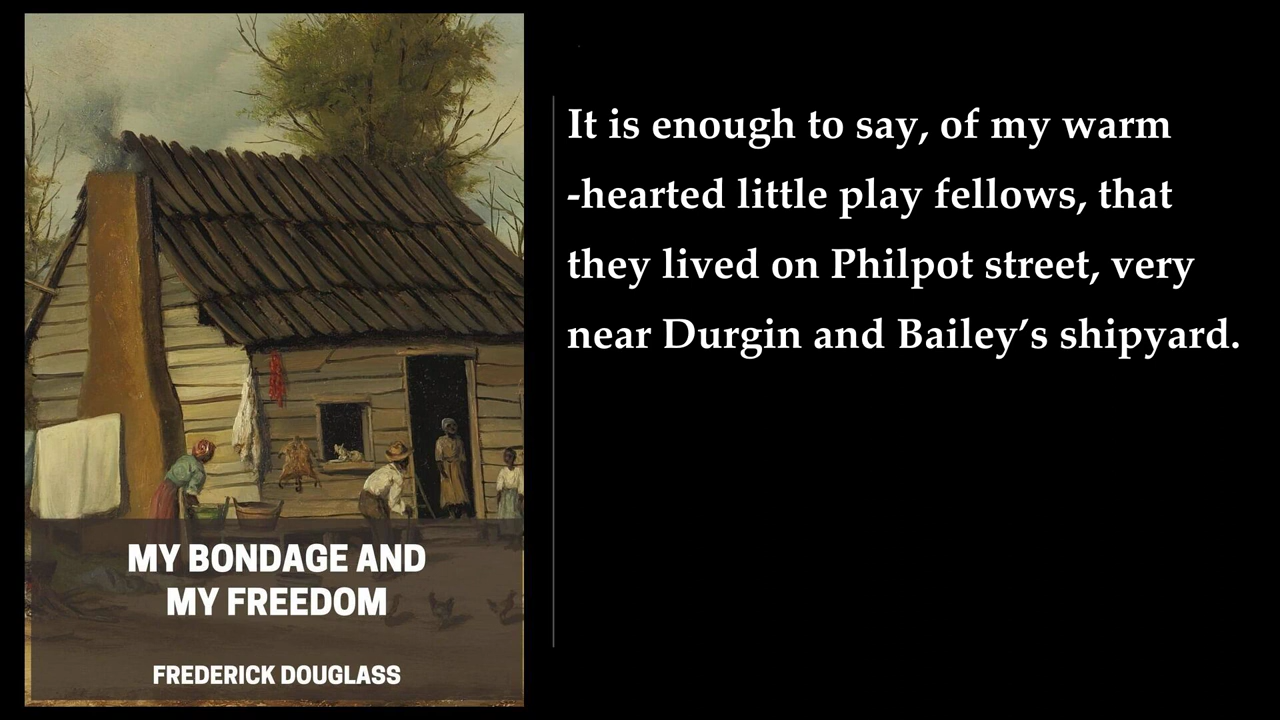 MY BONDAGE AND
MY FREEDOM
FREDERICK DOUGLASS
It is enough to say, of my warm
-hearted little play fellows, that
they lived on Philpot street, very
near Durgin and Bailey’s shipyard.